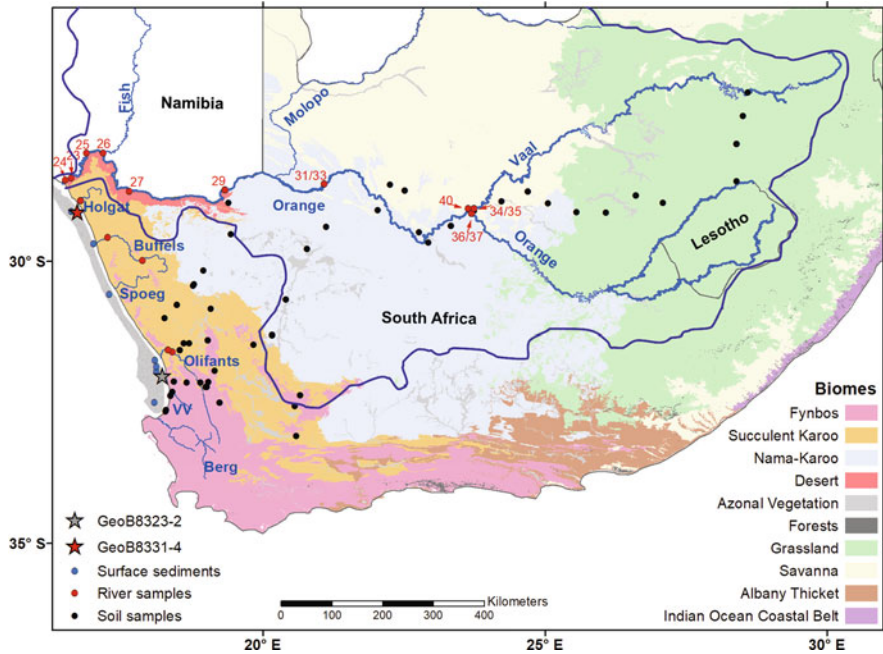 Fish
Namibia
Molopo
25
26
24
23
27
29
31/33
40
34/35
36/37
Vaal
Orange
Orange
Lesotho
Holgat
Buffels
30° S
Spoeg
South Africa
Olifants
VV
Berg
35° S
Biomes
Fynbos
Succulent Karoo
Nama-Karoo
Desert
Azonal Vegetation
Forests
Grassland
Savanna
Albany Thicket
Indian Ocean Coastal Belt
GeoB8323-2
GeoB8331-4
Surface sediments
River samples
Soil samples
Kilometers
0 100 200 300 400
20° E
25° E
30° E